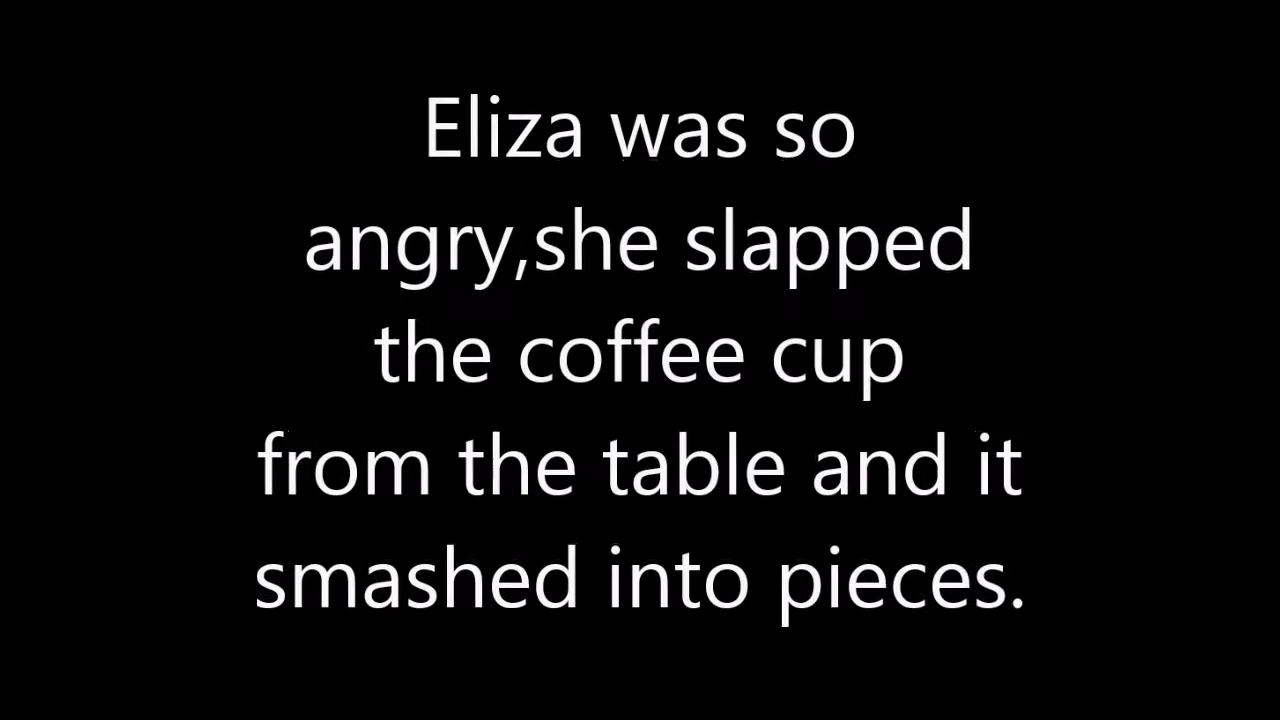 Eliza was so
angry,she slapped
the coffee cup
from the table and it
smashed into pieces.